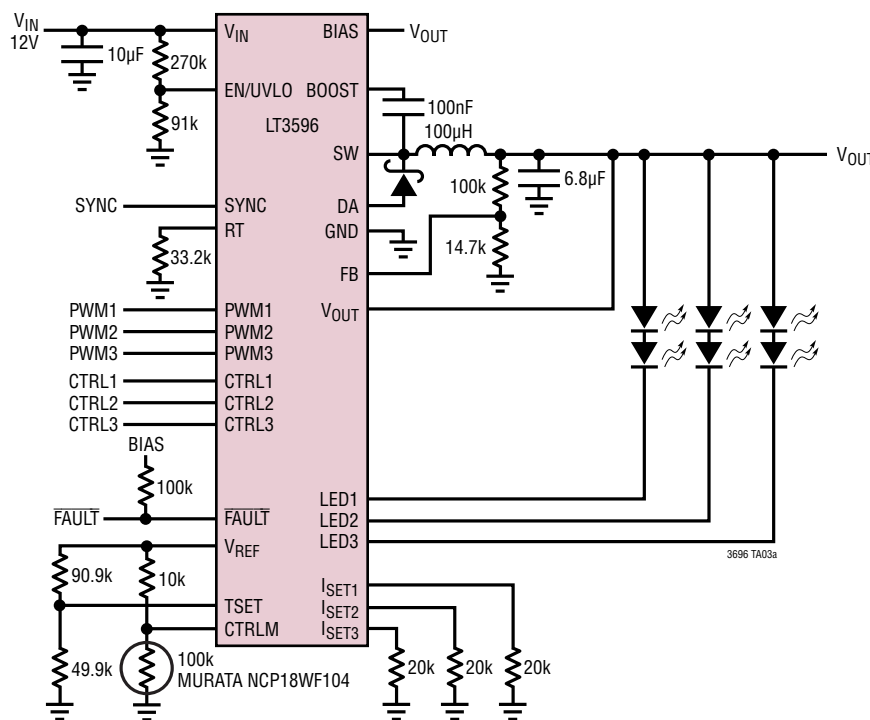 VIN
12V
10µF
270k
91k
VIN
EN/UVLO
BIAS
VOUT
BOOST
LT3596
100nF
100µH
SW
VOUT
100k
6.8µF
SYNC
SYNC
DA
RT
GND
33.2k
14.7k
FB
VOUT
PWM1
PWM1
PWM2
PWM2
PWM3
PWM3
CTRL1
CTRL1
CTRL2
CTRL2
CTRL3
CTRL3
BIAS
100k
FAULT
FAULT
LED1
LED2
LED3
3696 TA03a
VREF
90.9k
10k
TSET
CTRLM
ISET1
ISET2
ISET3
49.9k
100k
MURATA NCP18WF104
20k
20k
20k